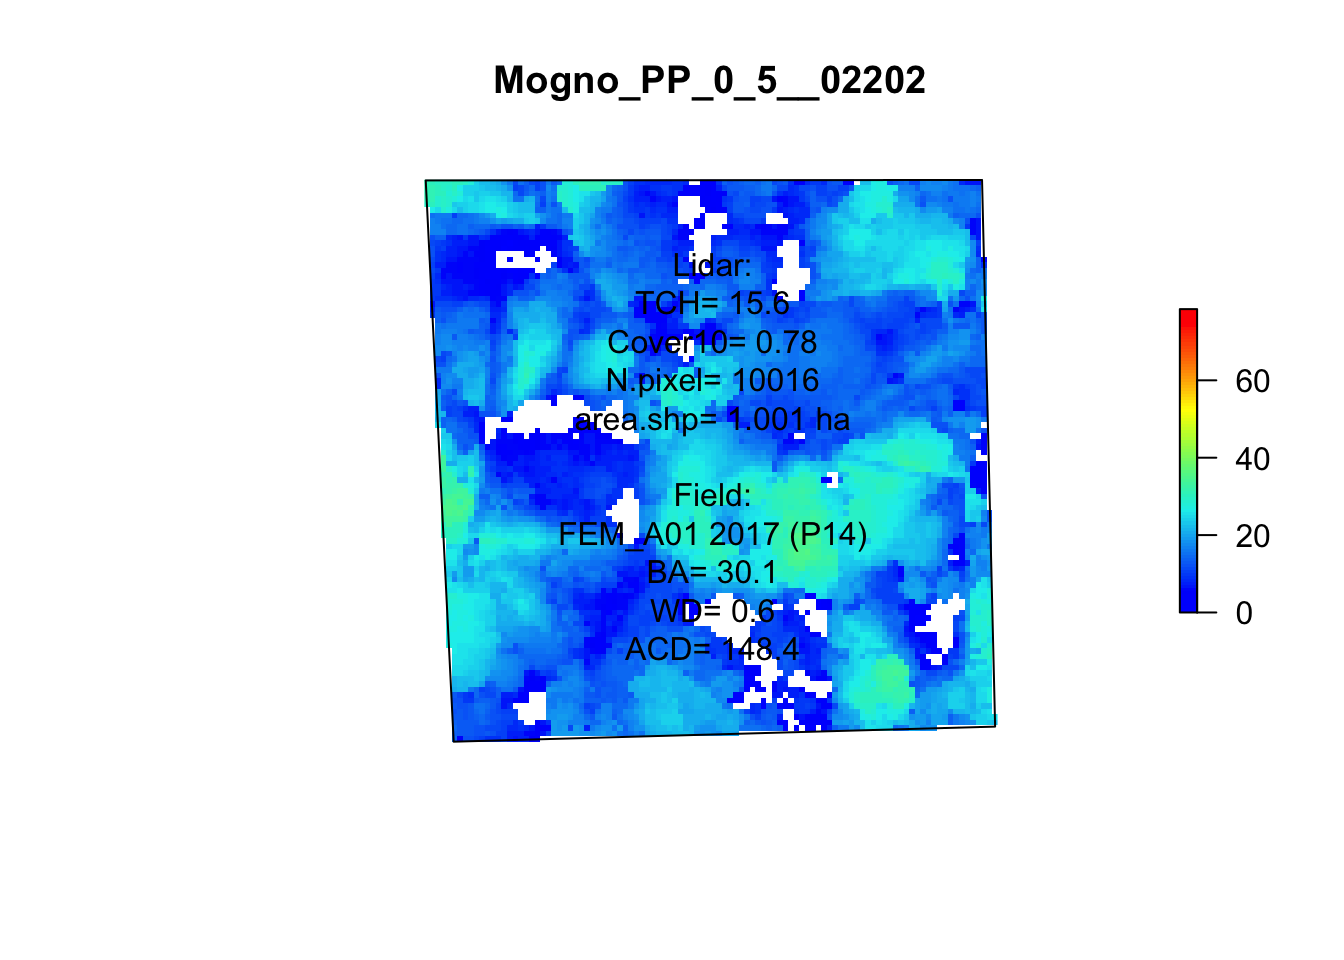 Mogno_PP_0_5__02202
Lidar:
TCH= 15.6
Cover10= 0.78
N.pixel= 10016
area.shp= 1.001 ha
Field:
FEM_A01 2017 (P14)
BA= 30.1
WD= 0.6
ACD= 148.4
60
40
20
0